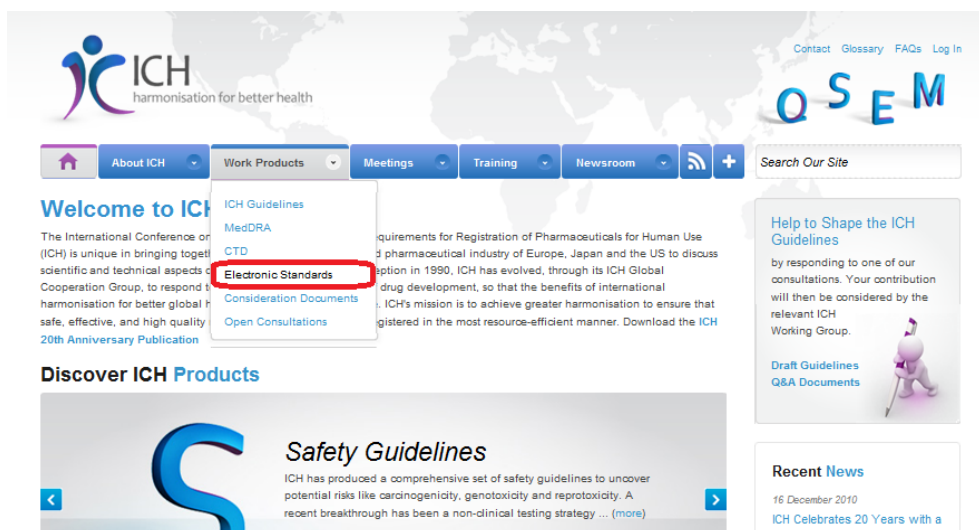 ICH
harmonisation for better health
Contact Glossary FAQs Log In
Q S E M
About ICH Work Products Meetings Training Newsroom Search Our Site
ICH Guidelines
MedDRA
CTD
Electronic Standards
Consideration Documents
Open Consultations
Welcome to ICH
The International Conference on quirements for Registration of Pharmaceuticals for Human Use
(ICH) is unique in bringing toget d pharmaceutical industry of Europe, Japan and the US to discuss
scientific and technical aspects eption in 1990, ICH has evolved, through its ICH Global
Cooperation Group, to respond drug development, so that the benefits of international
harmonisation for better global . ICH's mission is to achieve greater harmonisation to ensure that
safe, effective, and high quality gistered in the most resource-efficient manner. Download the ICH
20th Anniversary Publication
Discover ICH Products
Safety Guidelines
ICH has produced a comprehensive set of safety guidelines to uncover
potential risks like carcinogenicity, genotoxicity and reprotoxicity. A
recent breakthrough has been a non-clinical testing strategy ... (more)
Help to Shape the ICH
Guidelines
by responding to one of our
consultations. Your contribution
will then be considered by the
relevant ICH
Working Group.
Draft Guidelines
Q&A Documents
Recent News
16 December 2010
ICH Celebrates 20 Years with a